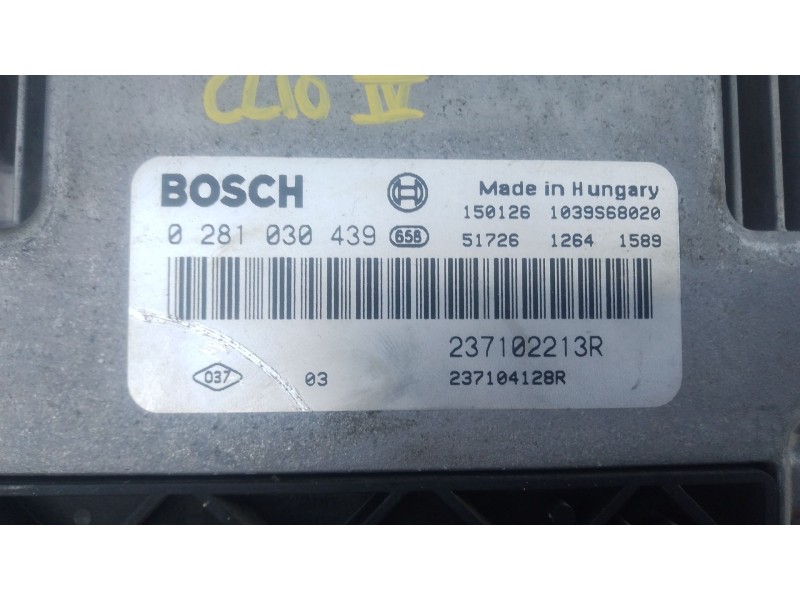 CLIO IV
BOSCH
Made in Hungary
150126 1039S68020
0 281 030 439 658
51726 1264 1589
237102213R
037 03 237104128R